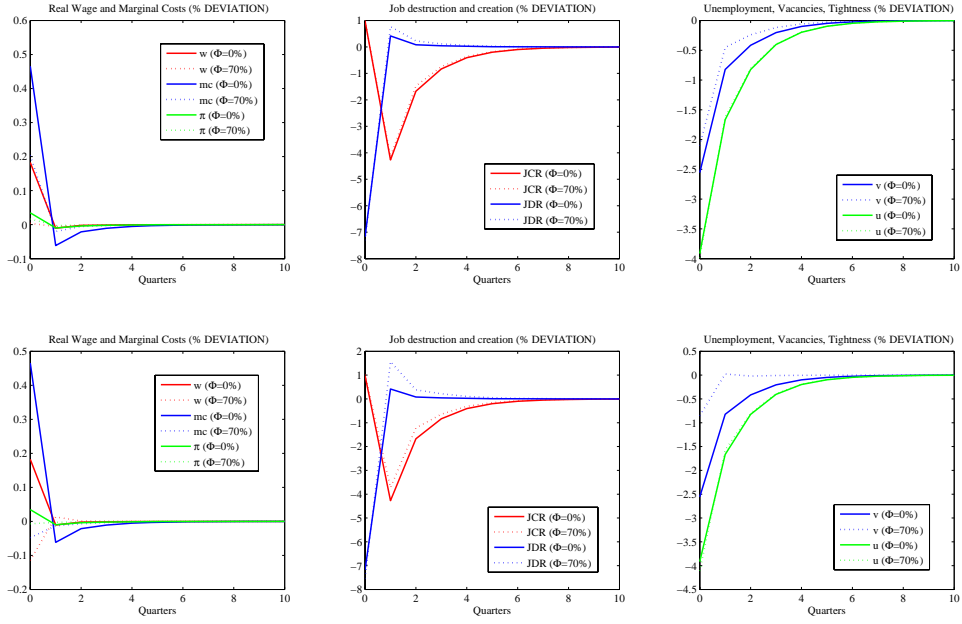 Real Wage and Marginal Costs (% DEVIATION)
0.6
0.5
0.4
0.3
0.2
0.1
0
−0.1
0 2 4 6 8 10
Quarters
w (Φ=0%)
w (Φ=70%)
mc (Φ=0%)
mc (Φ=70%)
π (Φ=0%)
π (Φ=70%)
Job destruction and creation (% DEVIATION)
1
0
−1
−2
−3
−4
−5
−6
−7
−8
0 2 4 6 8 10
Quarters
JCR (Φ=0%)
JCR (Φ=70%)
JDR (Φ=0%)
JDR (Φ=70%)
Unemployment, Vacancies, Tightness (% DEVIATION)
0
−0.5
−1
−1.5
−2
−2.5
−3
−3.5
−4
0 2 4 6 8 10
Quarters
v (Φ=0%)
v (Φ=70%)
u (Φ=0%)
u (Φ=70%)
Real Wage and Marginal Costs (% DEVIATION)
0.5
0.4
0.3
0.2
0.1
0
−0.1
−0.2
0 2 4 6 8 10
Quarters
w (Φ=0%)
w (Φ=70%)
mc (Φ=0%)
mc (Φ=70%)
π (Φ=0%)
π (Φ=70%)
Job destruction and creation (% DEVIATION)
2
1
0
−1
−2
−3
−4
−5
−6
−7
−8
0 2 4 6 8 10
Quarters
JCR (Φ=0%)
JCR (Φ=70%)
JDR (Φ=0%)
JDR (Φ=70%)
Unemployment, Vacancies, Tightness (% DEVIATION)
0.5
0
−0.5
−1
−1.5
−2
−2.5
−3
−3.5
−4
−4.5
0 2 4 6 8 10
Quarters
v (Φ=0%)
v (Φ=70%)
u (Φ=0%)
u (Φ=70%)